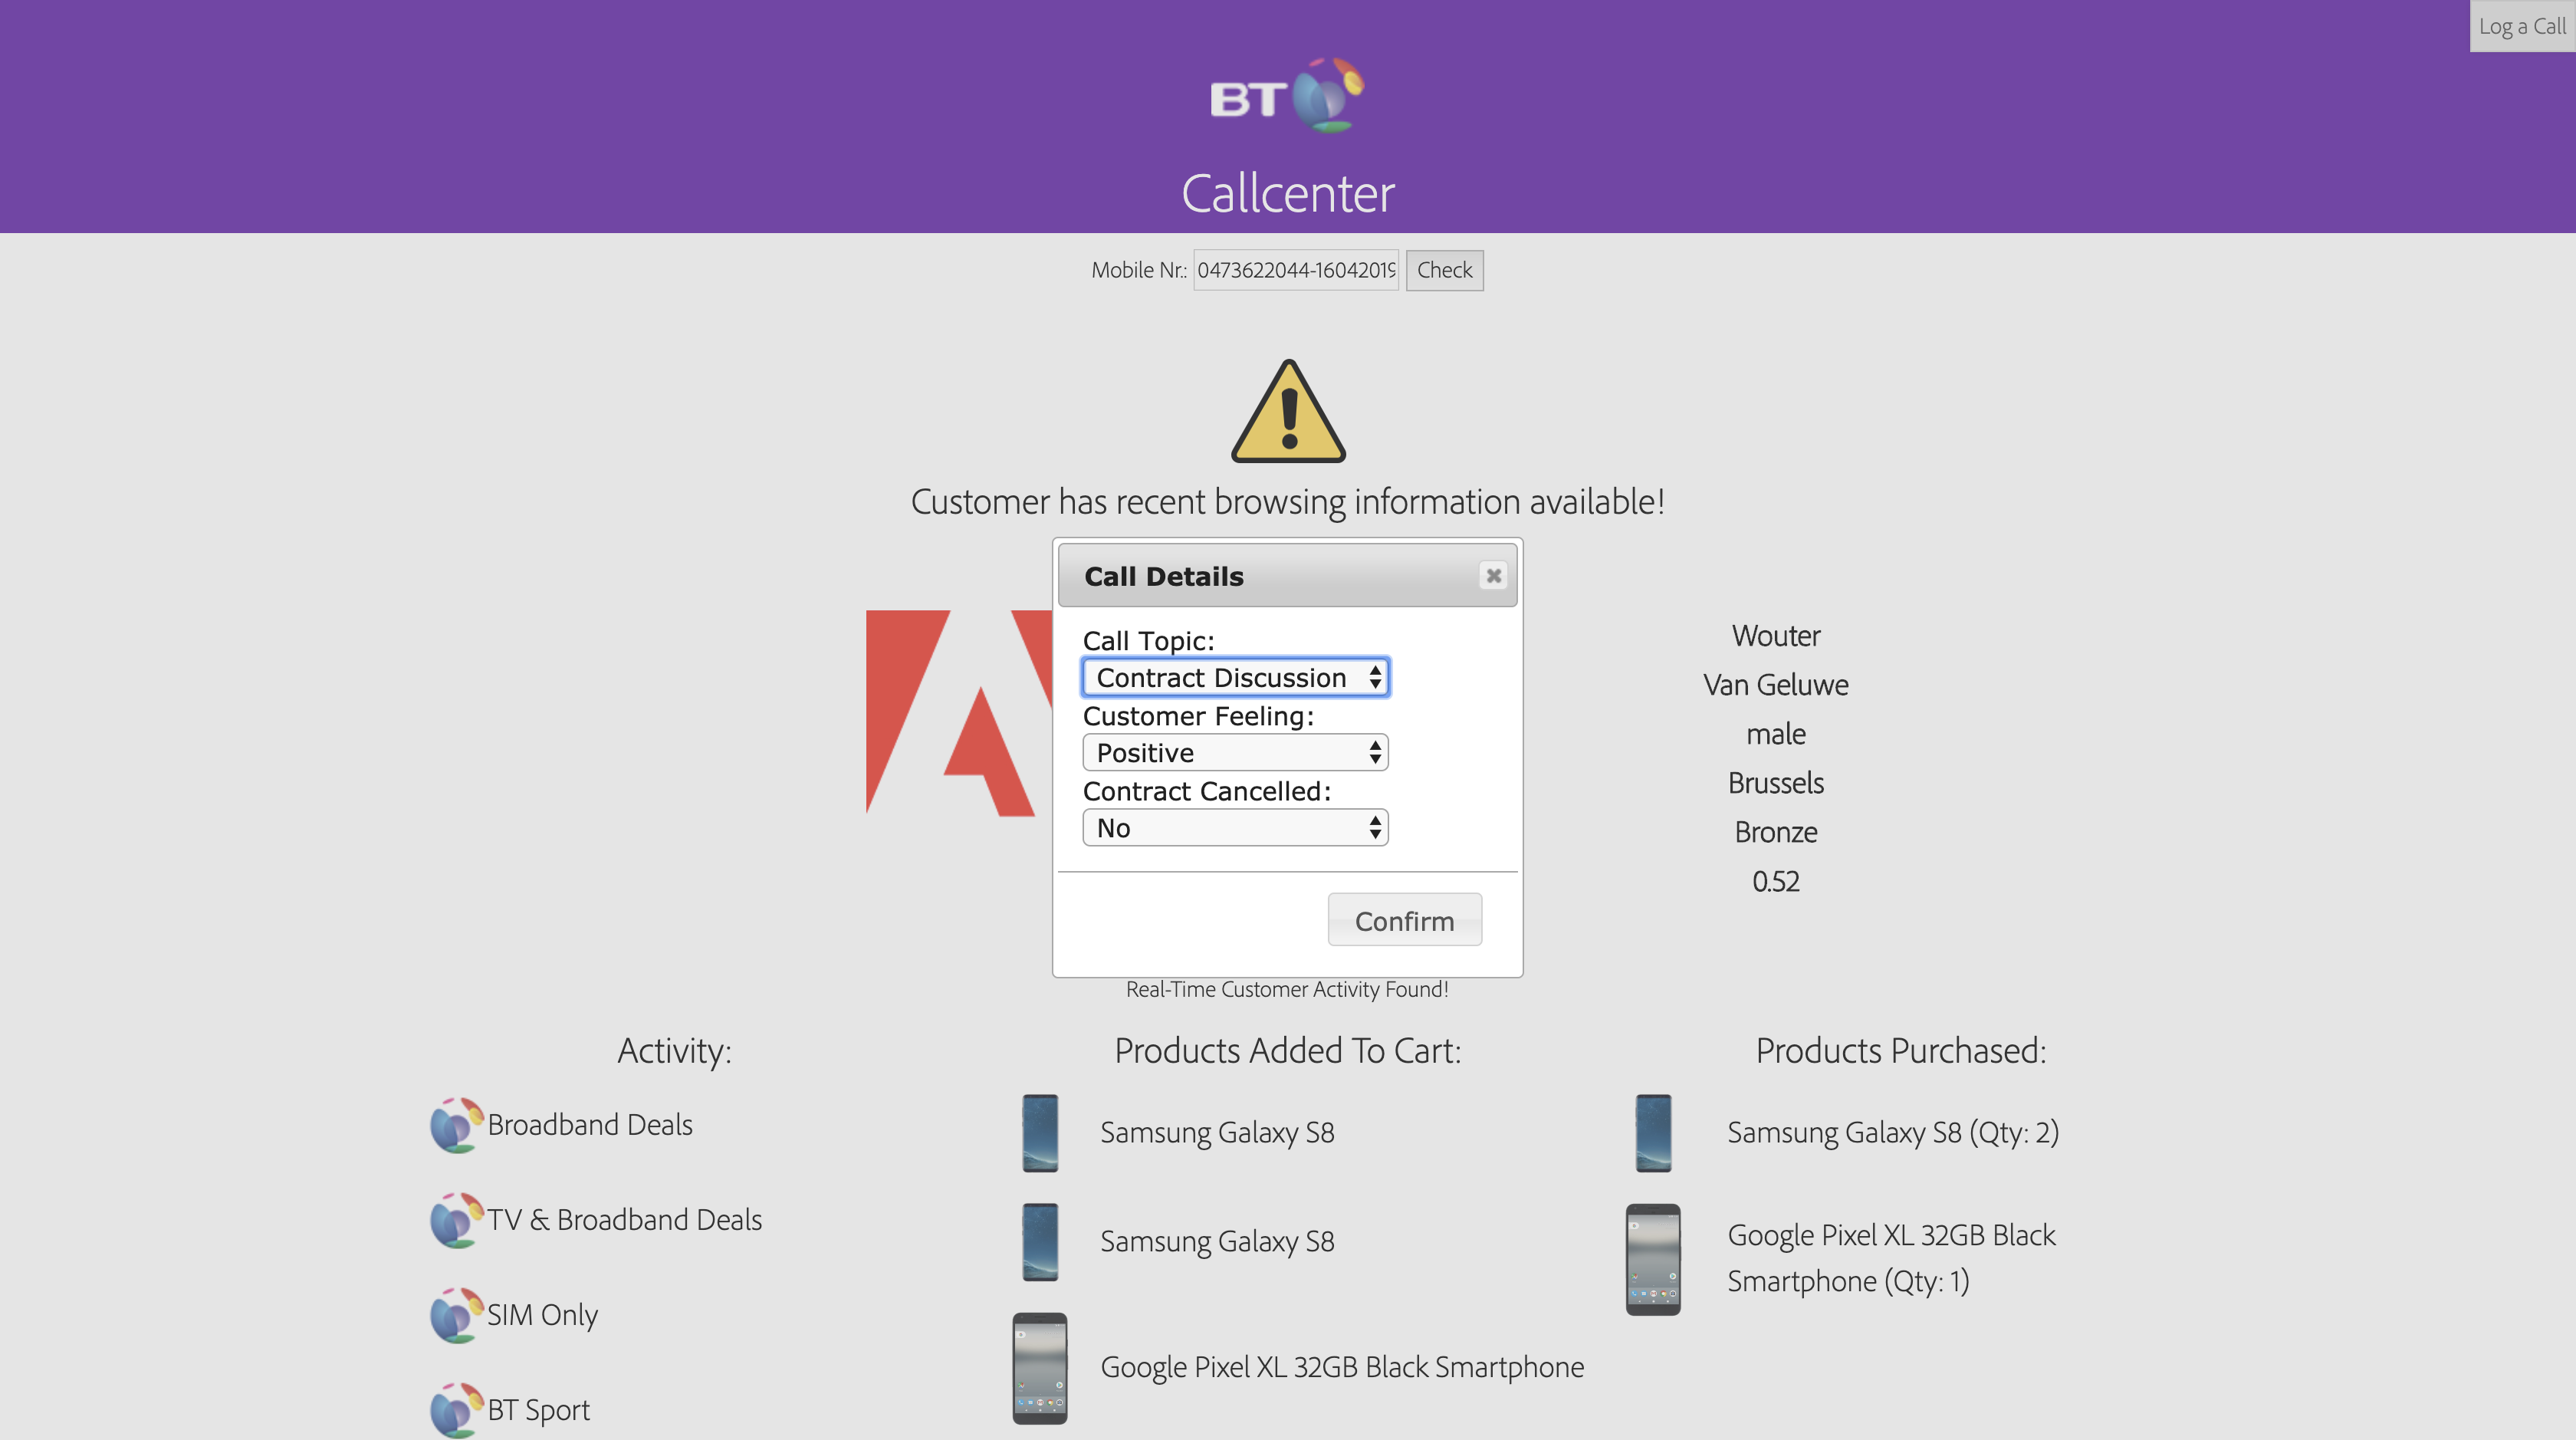 Log a Call
BT
Callcenter
Mobile Nr.: 0473622044-16042019 Check
Customer has recent browsing information available!
Call Details
Call Topic:
Contract Discussion
Customer Feeling:
Positive
Contract Cancelled:
No
Confirm
Wouter
Van Geluwe
male
Brussels
Bronze
0.52
Real-Time Customer Activity Found!
Activity:
Broadband Deals
TV & Broadband Deals
SIM Only
BT Sport
Products Added To Cart:
Samsung Galaxy S8
Samsung Galaxy S8
Google Pixel XL 32GB Black Smartphone
Products Purchased:
Samsung Galaxy S8 (Qty: 2)
Google Pixel XL 32GB Black
Smartphone (Qty: 1)